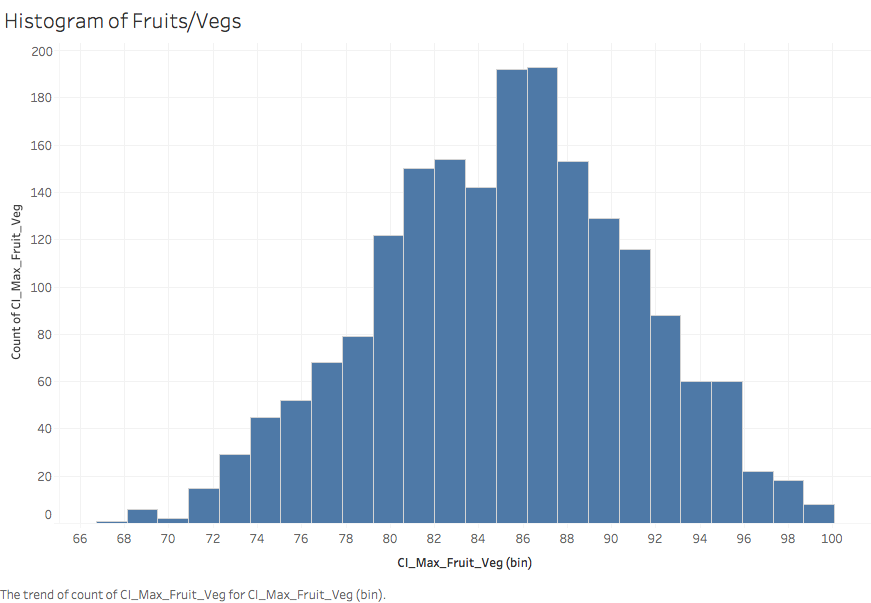 Histogram of Fruits/Vegs
200
180
160
140
120
100
80
60
40
20
0
Count of CI_Max_Fruit_Veg
66 68 70 72 74 76 78 80 82 84 86 88 90 92 94 96 98 100
CI_Max_Fruit_Veg (bin)
The trend of count of CI_Max_Fruit_Veg for CI_Max_Fruit_Veg (bin).